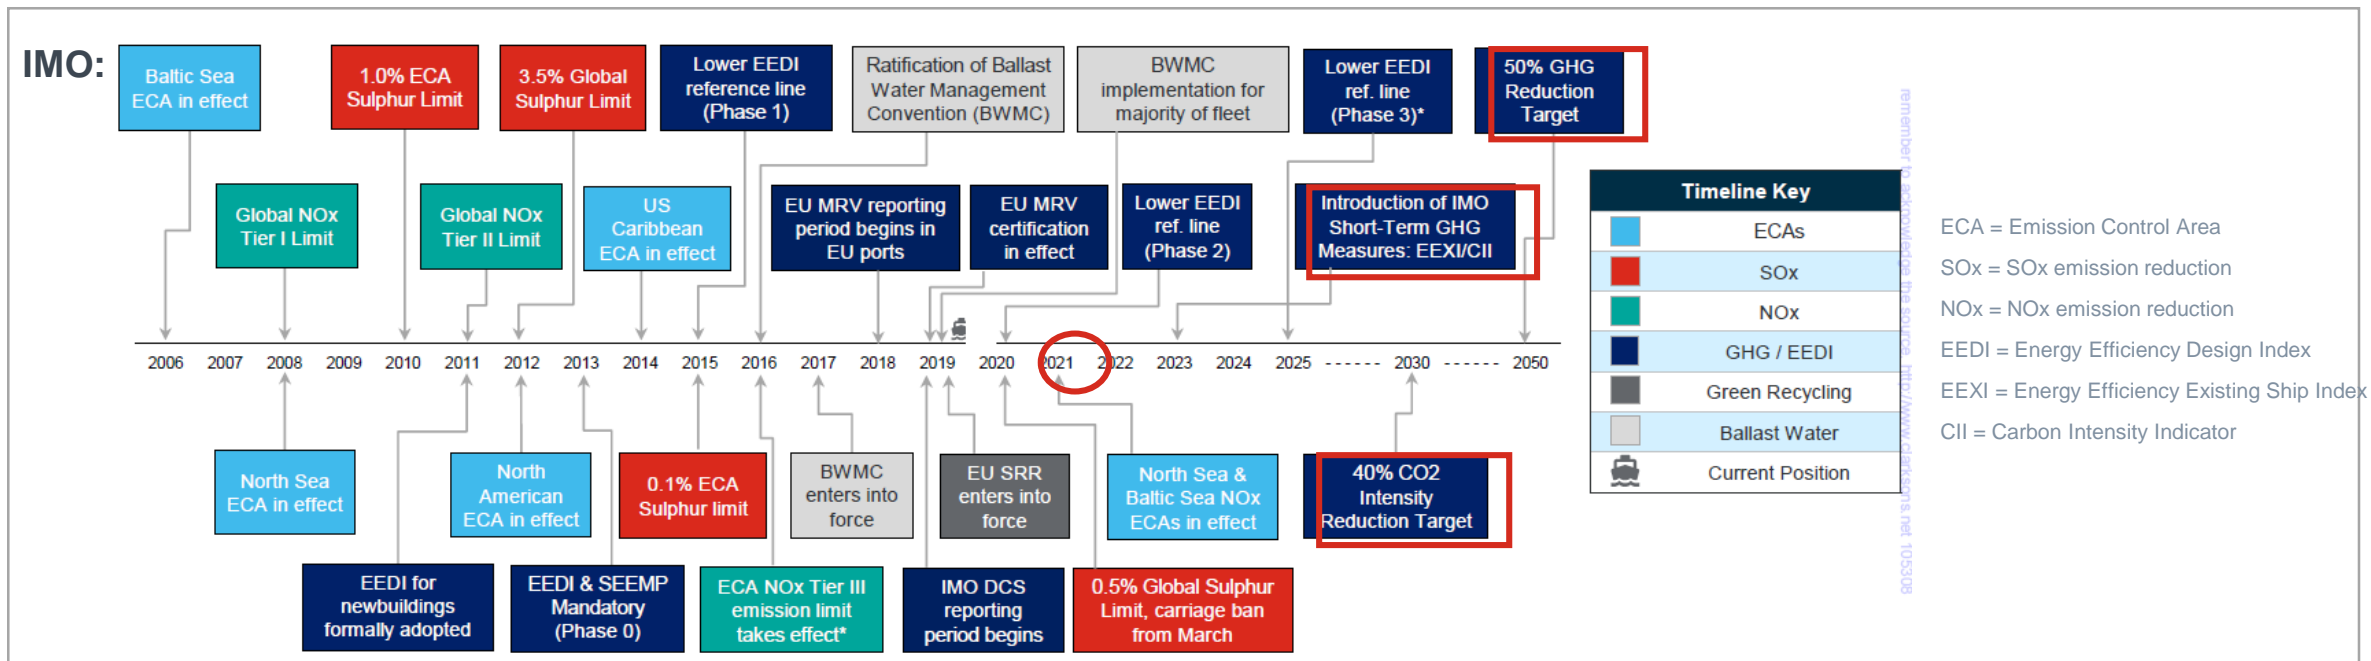 IMO:
Baltic Sea
ECA in effect
1.0% ECA
Sulphur Limit
3.5% Global
Sulphur Limit
Lower EEDI
reference line
(Phase 1)
Ratification of Ballast
Water Management
Convention (BWMC)
BWMC
implementation for
majority of fleet
Lower EEDI
ref. line
(Phase 3)*
50% GHG
Reduction
Target
Global NOx
Tier I Limit
Global NOx
Tier II Limit
US
Caribbean
ECA in effect
EU MRV reporting
period begins in
EU ports
EU MRV
certification
in effect
Lower EEDI
ref. line
(Phase 2)
Introduction of IMO
Short-Term GHG
Measures: EEXI/CII
2006 2007 2008 2009 2010 2011 2012 2013 2014 2015 2016 2017 2018 2019 2020 2021 2022 2023 2024 2025 ------ 2030 ------ 2050
North Sea
ECA in effect
North
American
ECA in effect
0.1% ECA
Sulphur limit
BWMC
enters into
force
EU SRR
enters into
force
North Sea &
Baltic Sea NOx
ECAs in effect
40% CO2
Intensity
Reduction Target
EEDI for
newbuildings
formally adopted
EEDI & SEEMP
Mandatory
(Phase 0)
ECA NOx Tier III
emission limit
takes effect*
IMO DCS
reporting
period begins
0.5% Global Sulphur
Limit, carriage ban
from March
Timeline Key
ECAs
SOx
NOx
GHG / EEDI
Green Recycling
Ballast Water
Current Position
remember to acknowledge the source: http://www.clarksons.net 105308
ECA = Emission Control Area
SOx = SOx emission reduction
NOx = NOx emission reduction
EEDI = Energy Efficiency Design Index
EEXI = Energy Efficiency Existing Ship Index
CII = Carbon Intensity Indicator